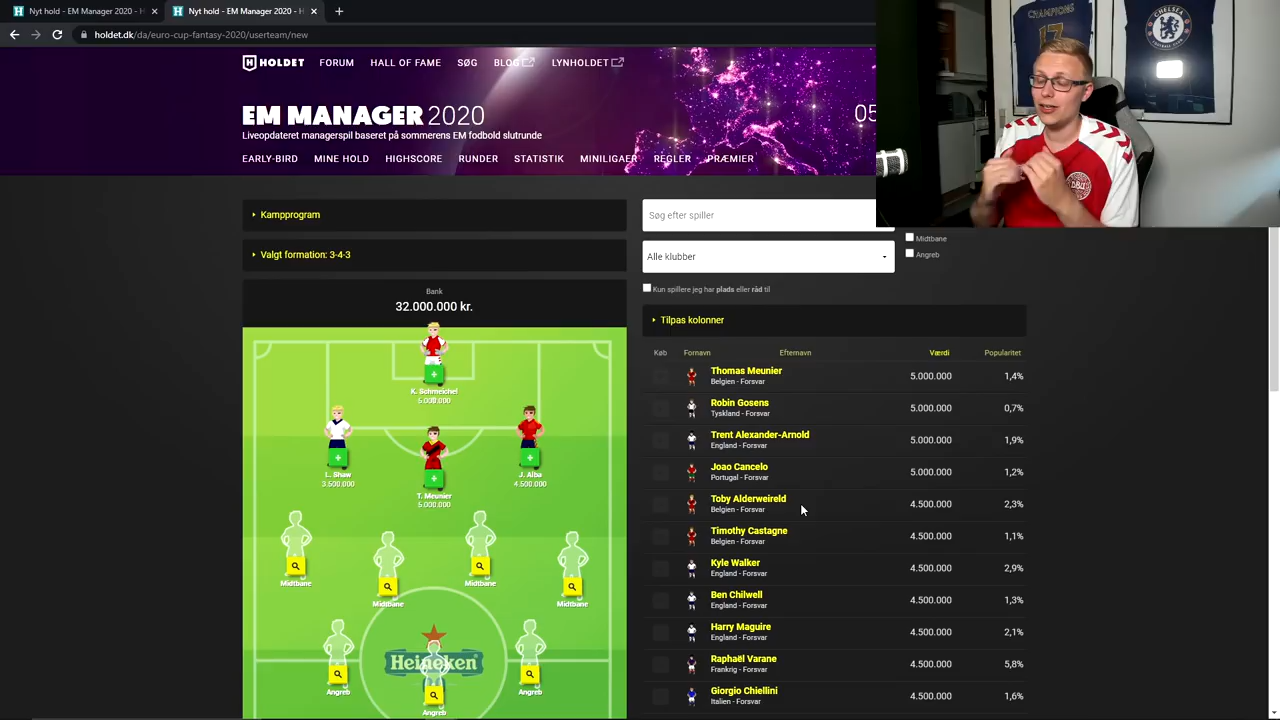 Nyt hold - EM Manager 2020 - H
Nyt hold - EM Manager 2020 - H
holdet.dk/da/euro-cup-fantasy-2020/userteam/new
HOLDET
FORUM
HALL OF FAME
SØG
BLOG
LYNHOLDET
EM MANAGER 2020
05
Liveopdateret managerspil baseret på sommerens EM fodbold slutrunde
EARLY-BIRD
MINE HOLD
HIGHSCORE
RUNDER
STATISTIK
MINILIGAER
REGLER
PRÆMIER
CHAMPIONS
13
CHELSEA
DBU
Kampprogram
Valgt formation: 3-4-3
Bank
32.000.000 kr.
K. Schmeichel
5.000.000
L. Shaw
3.500.000
T. Meunier
5.000.000
J. Alba
4.500.000
Midtbane
Midtbane
Midtbane
Midtbane
Angreb
Angreb
Angreb
Heineken
Søg efter spiller
Alle klubber
Midtbane
Angreb
Kun spillere jeg har plads eller råd til
Tilpas kolonner
Køb Fornavn Efternavn Værdi Popularitet
Thomas Meunier
Belgien - Forsvar
5.000.000 1,4%
Robin Gosens
Tyskland - Forsvar
5.000.000 0,7%
Trent Alexander-Arnold
England - Forsvar
5.000.000 1,9%
Joao Cancelo
Portugal - Forsvar
5.000.000 1,2%
Toby Alderweireld
Belgien - Forsvar
4.500.000 2,3%
Timothy Castagne
Belgien - Forsvar
4.500.000 1,1%
Kyle Walker
England - Forsvar
4.500.000 2,9%
Ben Chilwell
England - Forsvar
4.500.000 1,3%
Harry Maguire
England - Forsvar
4.500.000 2,1%
Raphaël Varane
Frankrig - Forsvar
4.500.000 5,8%
Giorgio Chiellini
Italien - Forsvar
4.500.000 1,6%